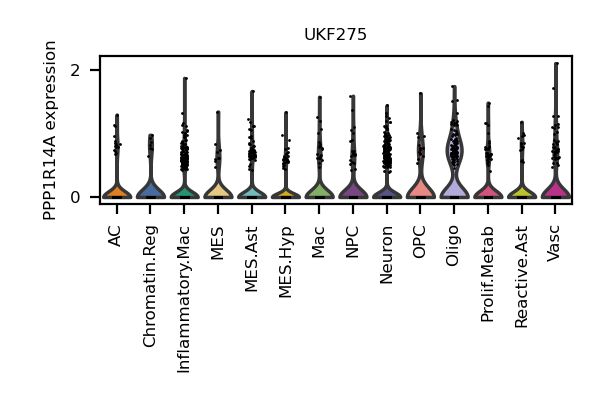 UKF275
PPP1R14A expression
2
0
AC
Chromatin.Reg
Inflammatory.Mac
MES
MES.Ast
MES.Hyp
Mac
NPC
Neuron
OPC
Oligo
Prolif.Metab
Reactive.Ast
Vasc